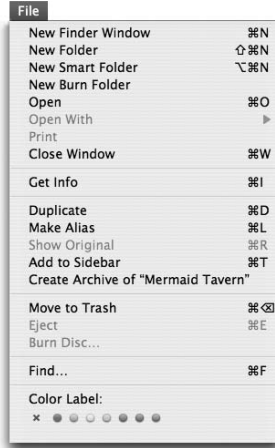 File
New Finder Window ⌘N
New Folder ⇧⌘N
New Smart Folder ⌥⌘N
New Burn Folder
Open ⌘O
Open With ▶
Print
Close Window ⌘W
Get Info ⌘I
Duplicate ⌘D
Make Alias ⌘L
Show Original ⌘R
Add to Sidebar ⌘T
Create Archive of “Mermaid Tavern”
Move to Trash ⌘⌫
Eject ⌘E
Burn Disc...
Find... ⌘F
Color Label: